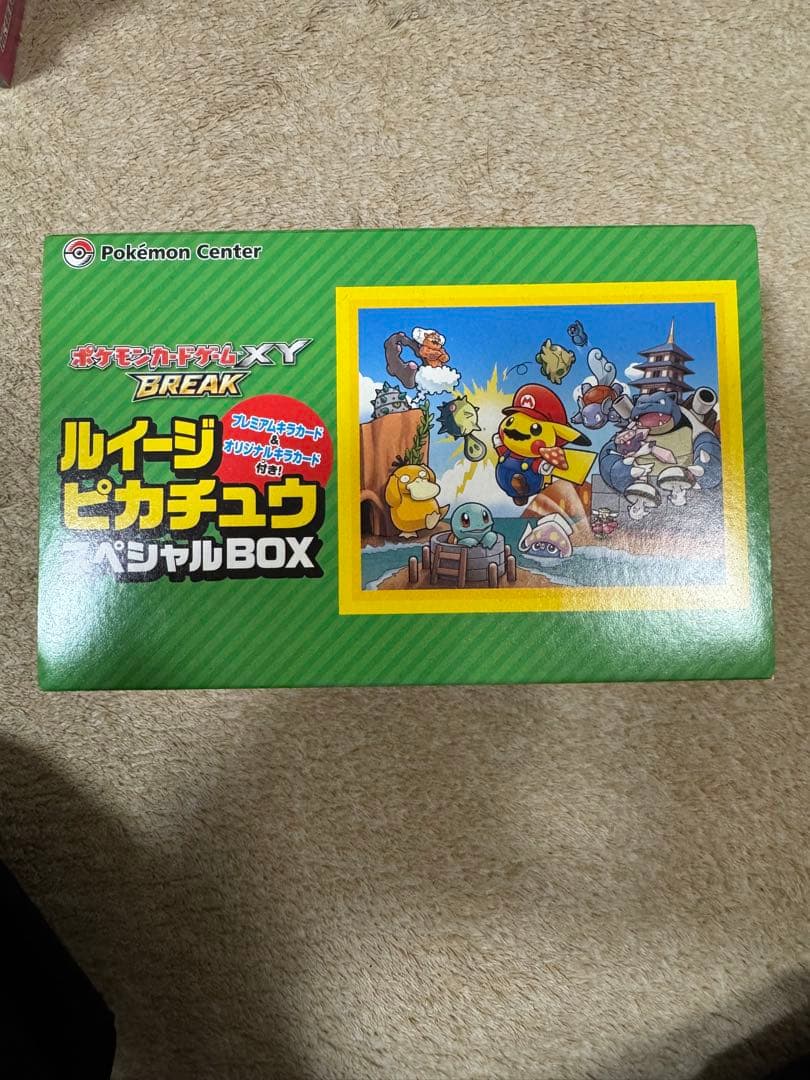 Pokémon Center
ポケモンカードゲームXY
BREAK
プレミアムキラカード
&
オリジナルキラカード
付き!
ルイージ
ピカチュウ
スペシャルBOX